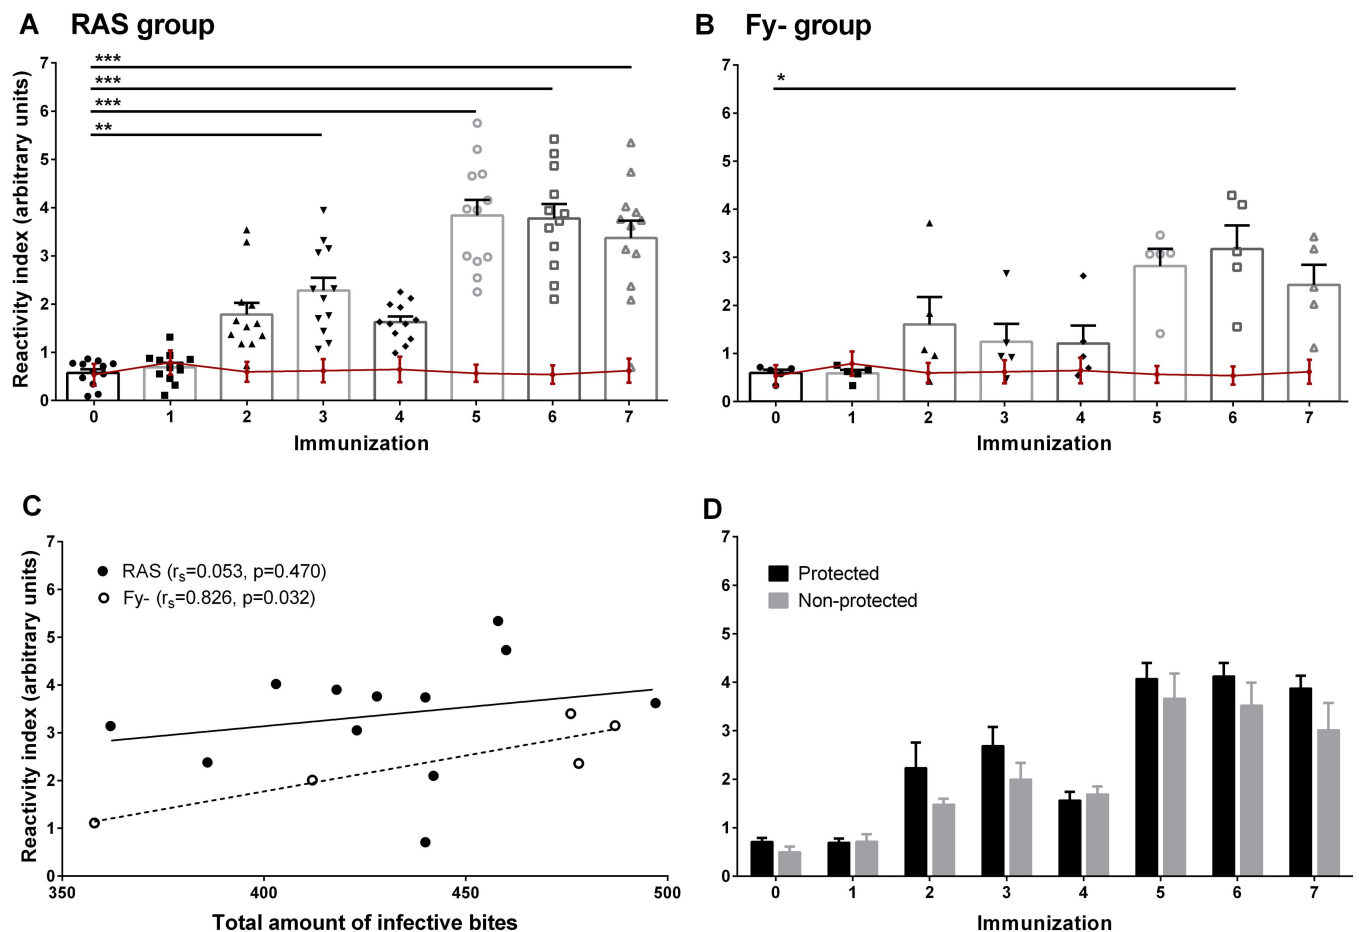 A RAS group
Reactivity index (arbitrary units)
7
6
5
4
3
2
1
0
***
***
***
**
0 1 2 3 4 5 6 7
Immunization
B Fy- group
7
6
5
4
3
2
1
0
*
0 1 2 3 4 5 6 7
Immunization
C
Reactivity index (arbitrary units)
7
6
5
4
3
2
1
0
RAS (rs=0.053, p=0.470)
Fy- (rs=0.826, p=0.032)
350 400 450 500
Total amount of infective bites
D
7
6
5
4
3
2
1
0
Protected
Non-protected
0 1 2 3 4 5 6 7
Immunization